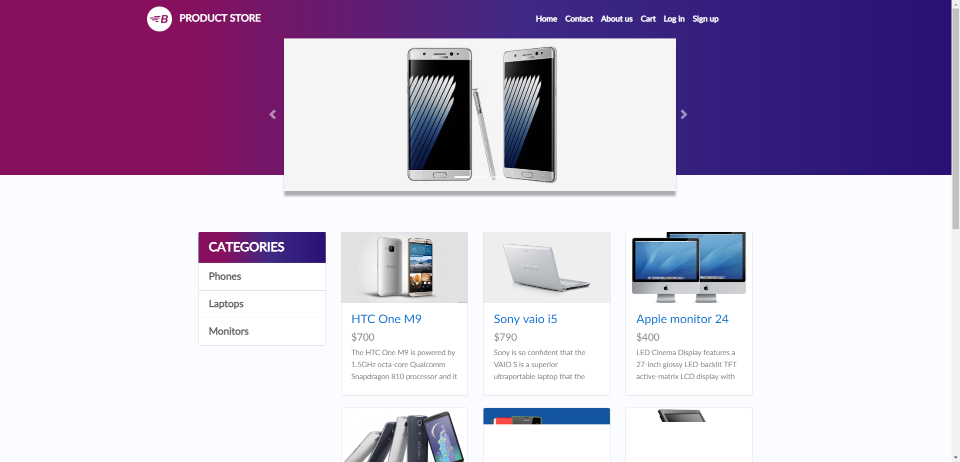 PRODUCT STORE
Home Contact About us Cart Log in Sign up
CATEGORIES
Phones
Laptops
Monitors
HTC One M9
$700
The HTC One M9 is powered by
1.5GHz octa-core Qualcomm
Snapdragon 810 processor and it
Sony vaio i5
$790
Sony is so confident that the
VAIO S is a superior
ultraportable laptop that the
Apple monitor 24
$400
LED Cinema Display features a
27-inch glossy LED-backlit TFT
active-matrix LCD display with